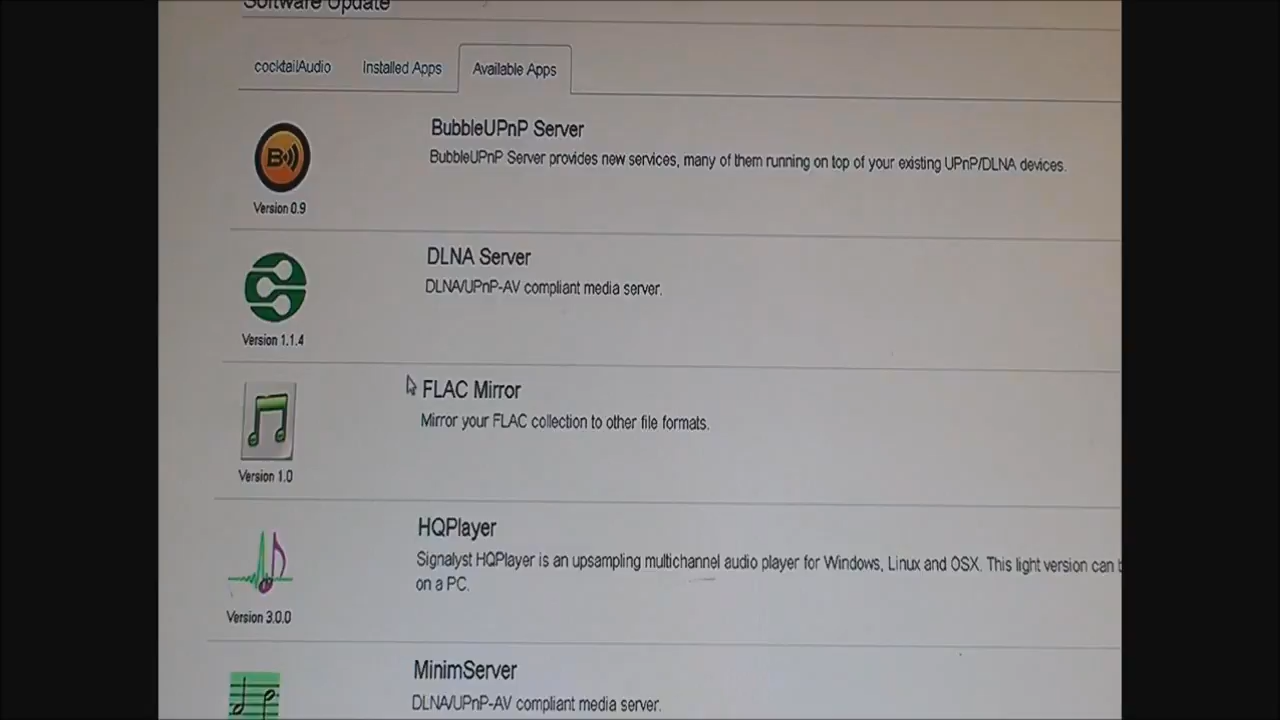 Software Update
cocktailAudio Installed Apps Available Apps
BubbleUPnP Server
BubbleUPnP Server provides new services, many of them running on top of your existing UPnP/DLNA devices.
B
Version 0.9
DLNA Server
DLNA/UPnP-AV compliant media server.
Version 1.1.4
FLAC Mirror
Mirror your FLAC collection to other file formats.
Version 1.0
HQPlayer
Signalyst HQPlayer is an upsampling multichannel audio player for Windows, Linux and OSX. This light version can
on a PC.
Version 3.0.0
MinimServer
DLNA/UPnP-AV compliant media server.